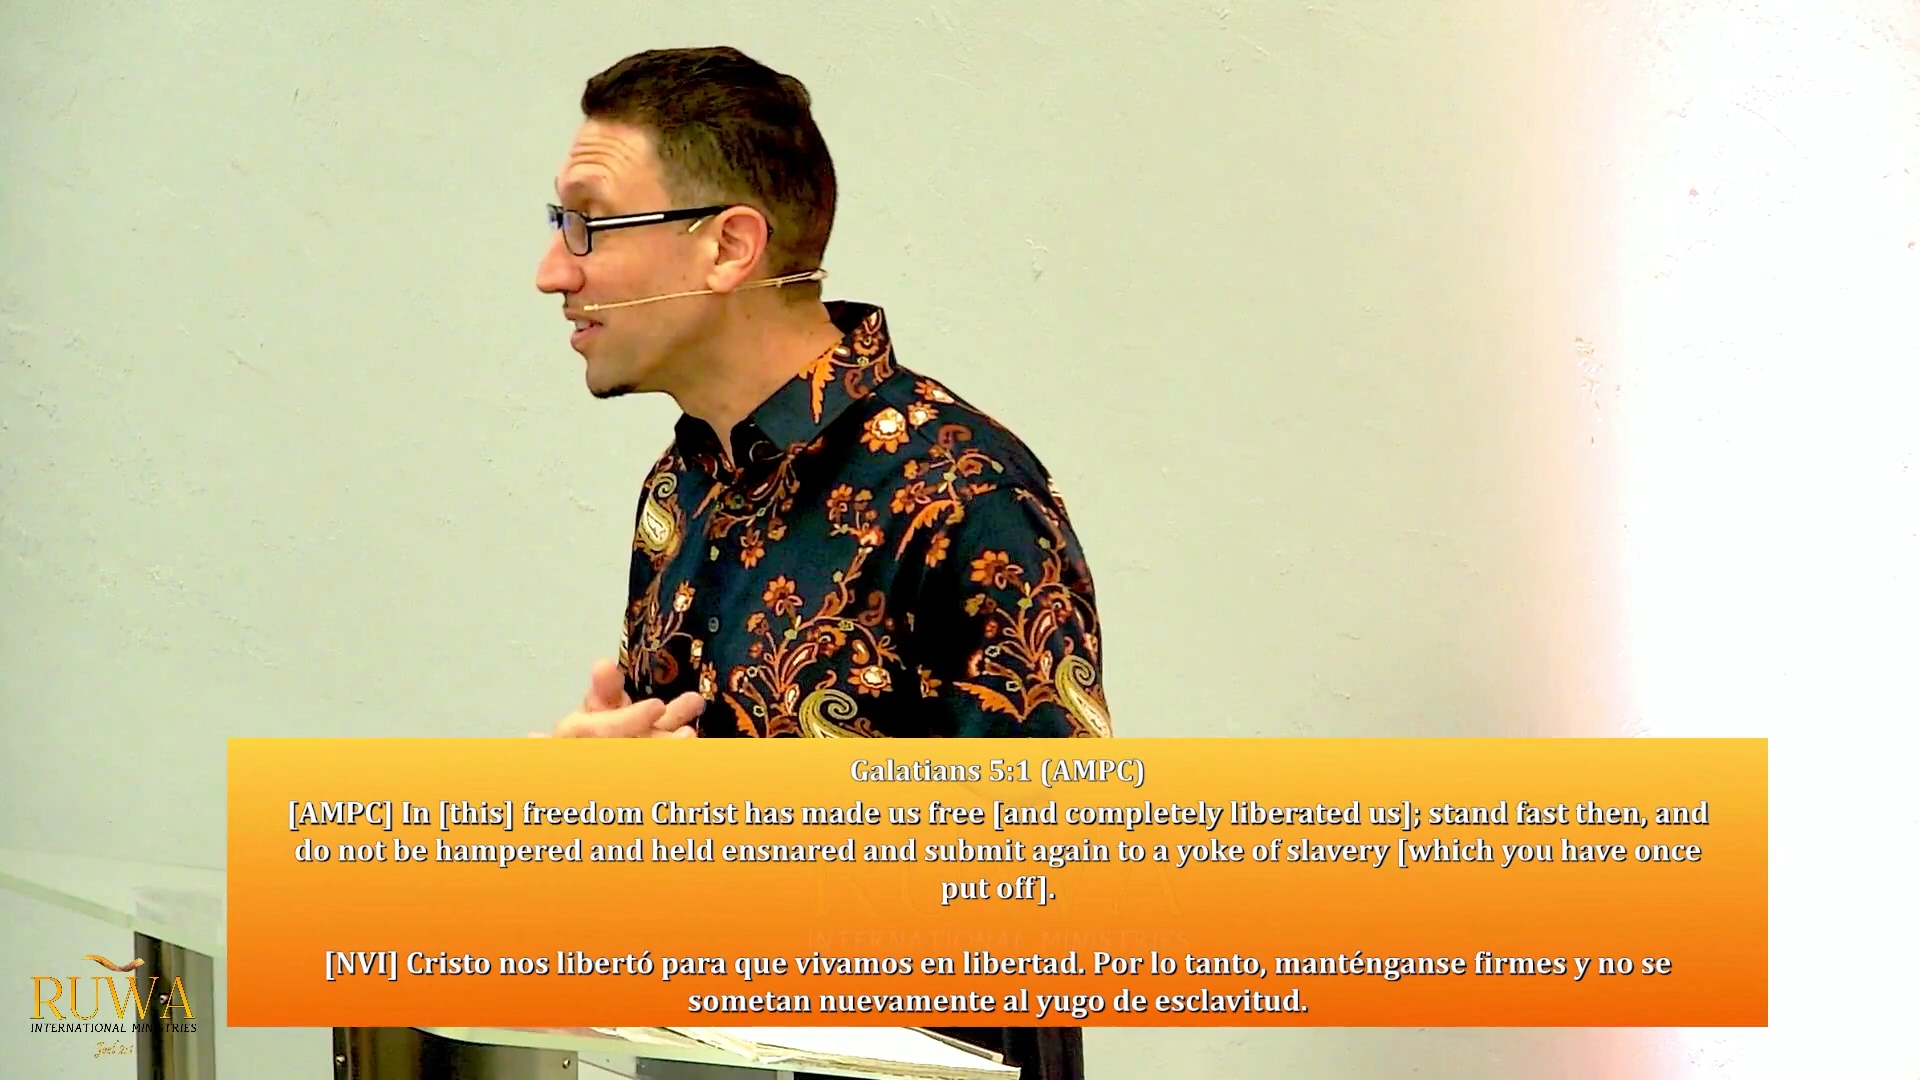 Galatians 5:1 (AMPC)
[AMPC] In [this] freedom Christ has made us free [and completely liberated us]; stand fast then, and
do not be hampered and held ensnared and submit again to a yoke of slavery [which you have once
put off].
[NVI] Cristo nos libertó para que vivamos en libertad. Por lo tanto, manténganse firmes y no se
sometan nuevamente al yugo de esclavitud.
RUWA
INTERNATIONAL MINISTRIES
RUWA
INTERNATIONAL MINISTRIES